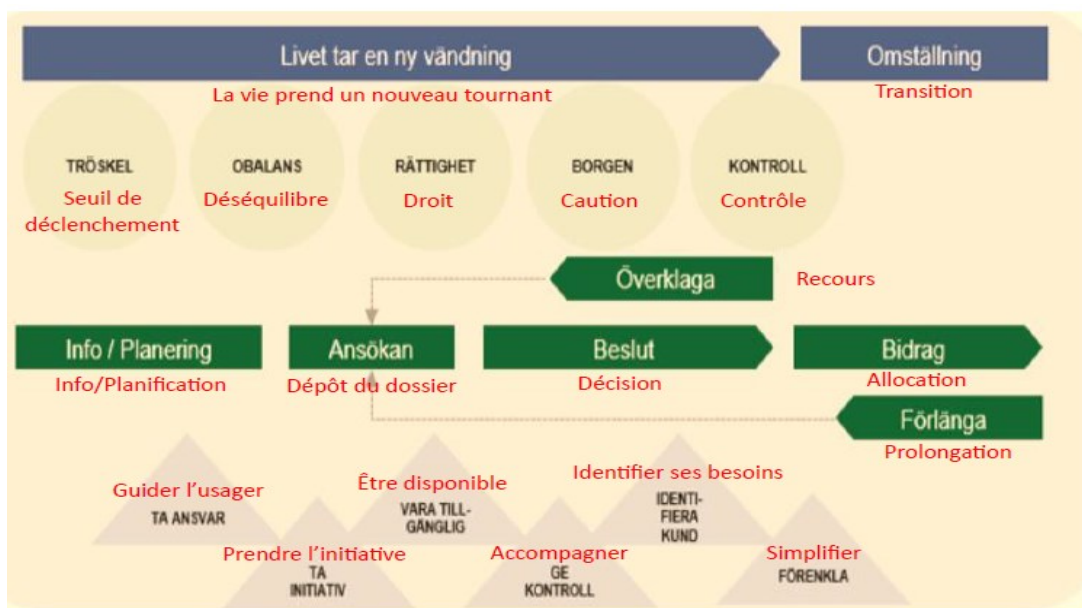 Livet tar en ny vändning
Omställning
La vie prend un nouveau tournant
Transition
TRÖSKEL
OBALANS
RÄTTIGHET
BORGEN
KONTROLL
Seuil de
déclenchement
Déséquilibre
Droit
Caution
Contrôle
Överklaga
Recours
Info / Planering
Ansökan
Beslut
Bidrag
Info/Planification
Dépôt du dossier
Décision
Allocation
Förlänga
Prolongation
Guider l’usager
TA ANSVAR
Être disponible
VARA TILL-
GÄNGLIG
Identifier ses besoins
IDENTI-
FIERA
KUND
Prendre l’initiative
TA
INITIATIV
Accompagner
GE
KONTROLL
Simplifier
FÖRENKLA